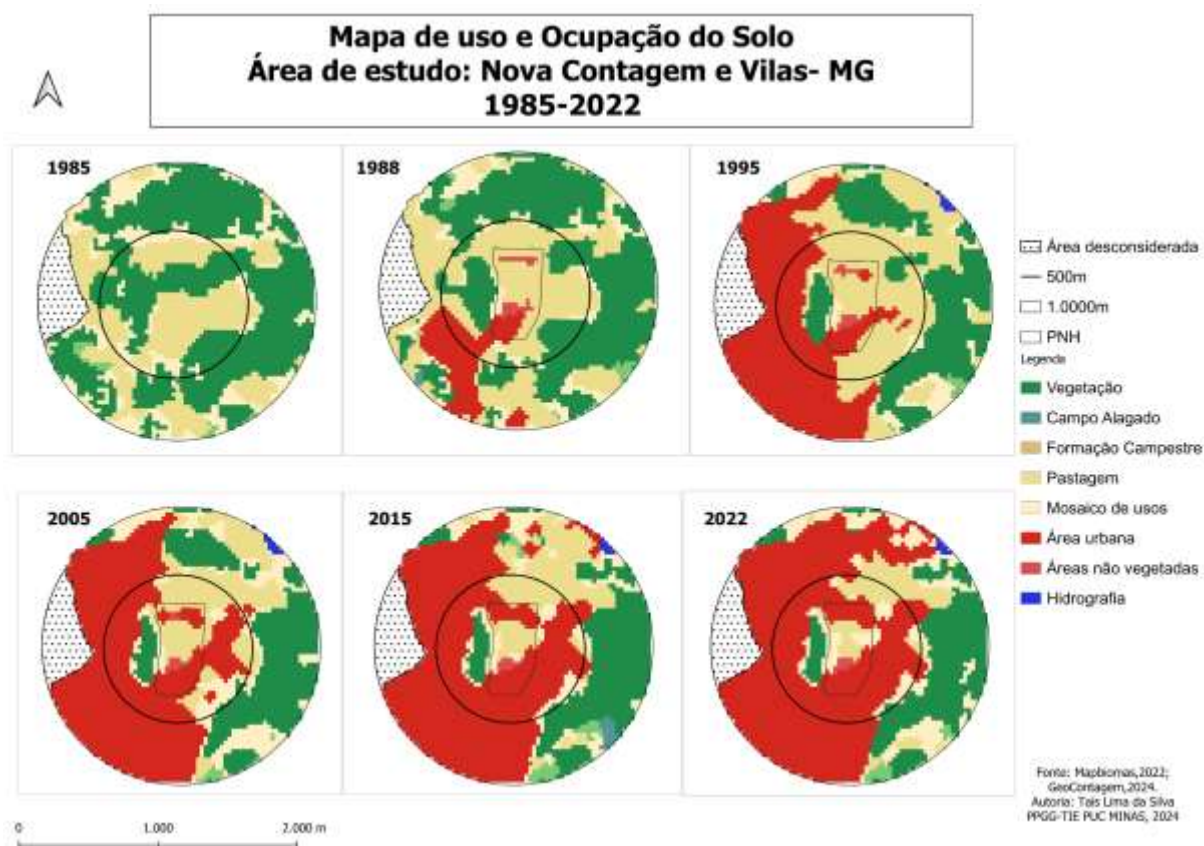 Mapa de uso e Ocupação do Solo
Área de estudo: Nova Contagem e Vilas- MG
1985-2022
1985
1988
1995
2005
2015
2022
Área desconsiderada
500m
1.0000m
PNH
Legenda
Vegetação
Campo Alagado
Formação Campestre
Pastagem
Mosaico de usos
Área urbana
Áreas não vegetadas
Hidrografia
Fonte: Mapbiomas,2022;
GeoContagem,2024.
Autoria: Tais Lima da Silva
PPGG-TIE PUC MINAS, 2024
0 1.000 2.000 m